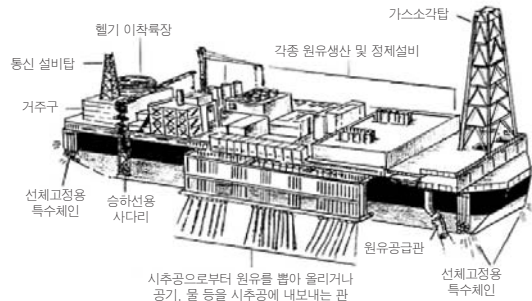 헬기 이착륙장
가스소각탑
각종 원유생산 및 정제설비
통신 설비탑
거주구
선체고정용
특수체인
승하선용
사다리
원유공급관
선체고정용
특수체인
시추공으로부터 원유를 뽑아 올리거나
공기, 물 등을 시추공에 내보내는 관